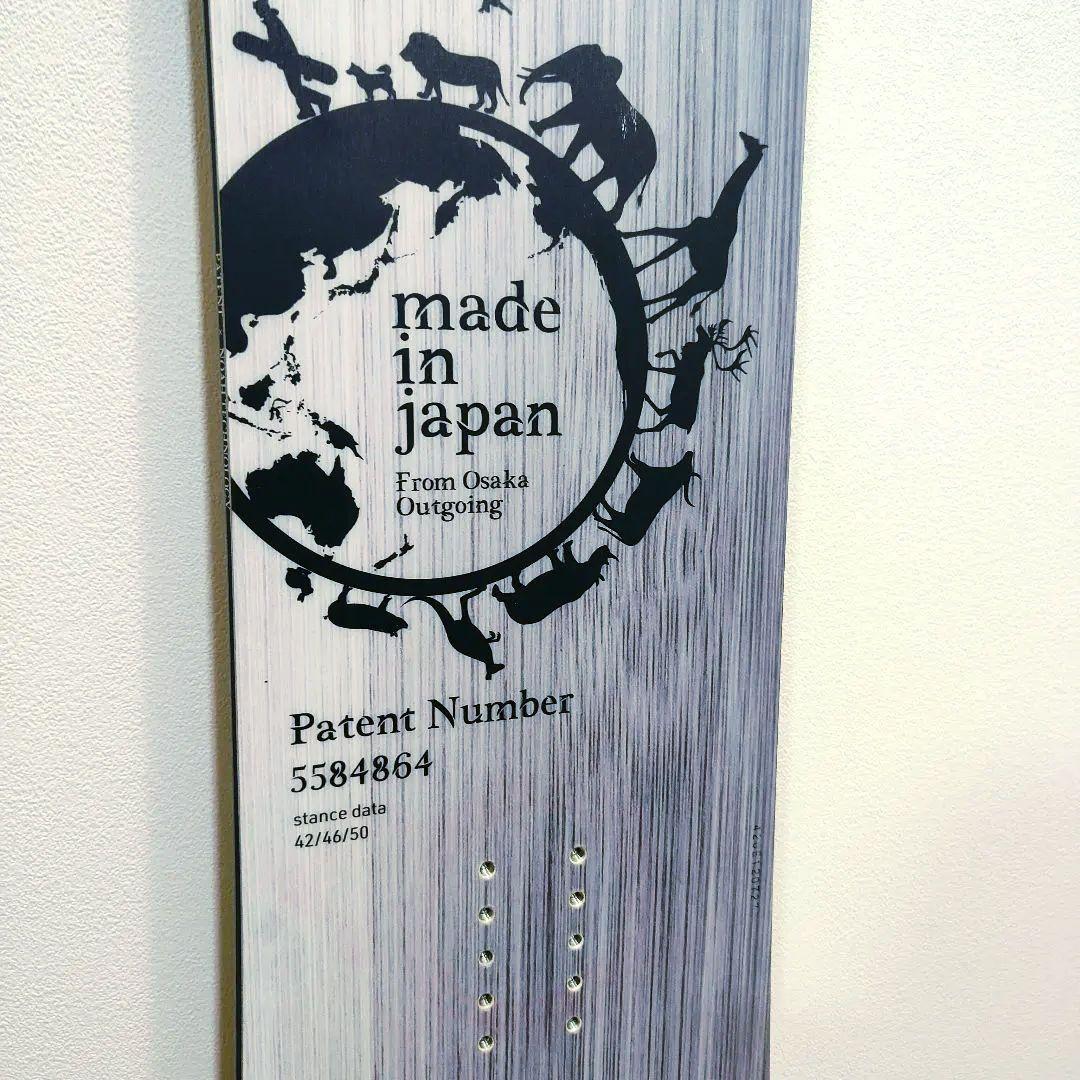 made
in
japan
From Osaka
Outgoing
Patent Number
5584864
stance data
42/46/50